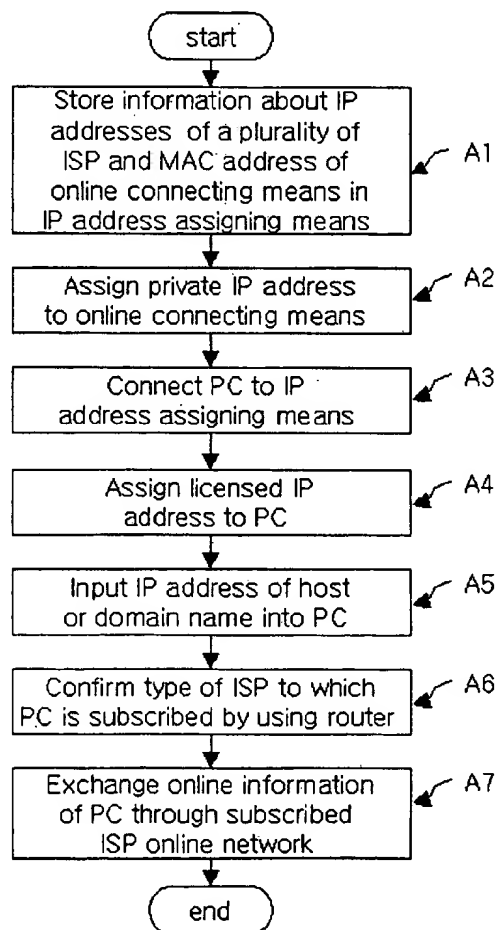 start
Store information about IP
addresses of a plurality of
ISP and MAC address of
online connecting means in
IP address assigning means
A1
Assign private IP address
to online connecting means
A2
Connect PC to IP
address assigning means
A3
Assign licensed IP
address to PC
A4
Input IP address of host
or domain name into PC
A5
Confirm type of ISP to which
PC is subscribed by using router
A6
Exchange online information
of PC through subscribed
ISP online network
A7
end